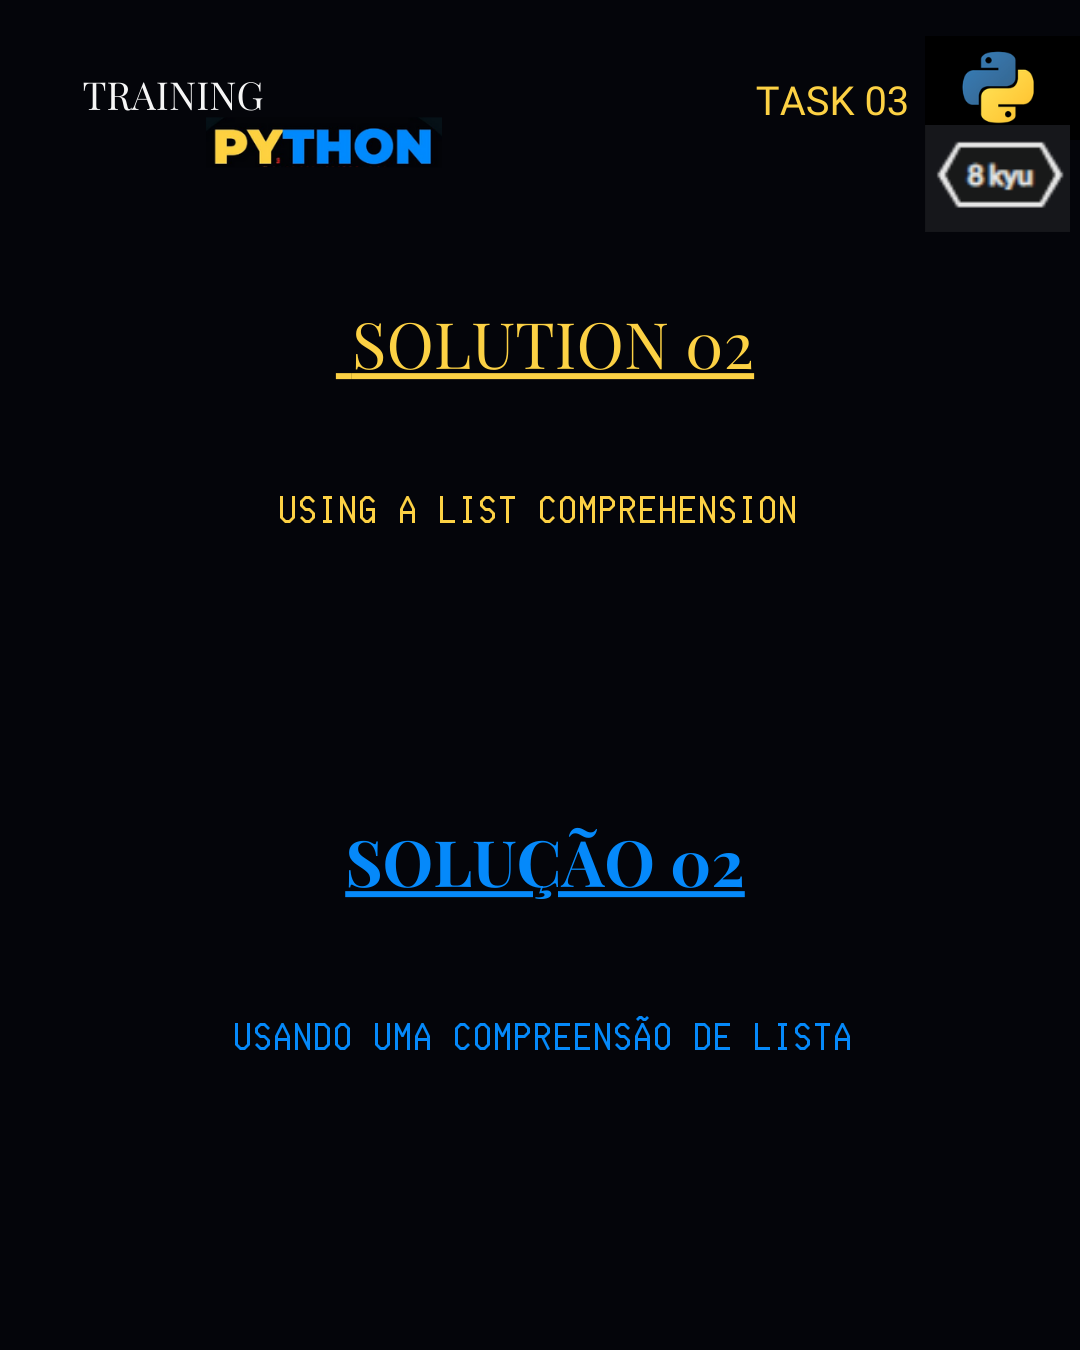 TRAINING
PYTHON
TASK 03
8 kyu
SOLUTION 02
USING A LIST COMPREHENSION
SOLUÇÃO 02
USANDO UMA COMPREENSÃO DE LISTA